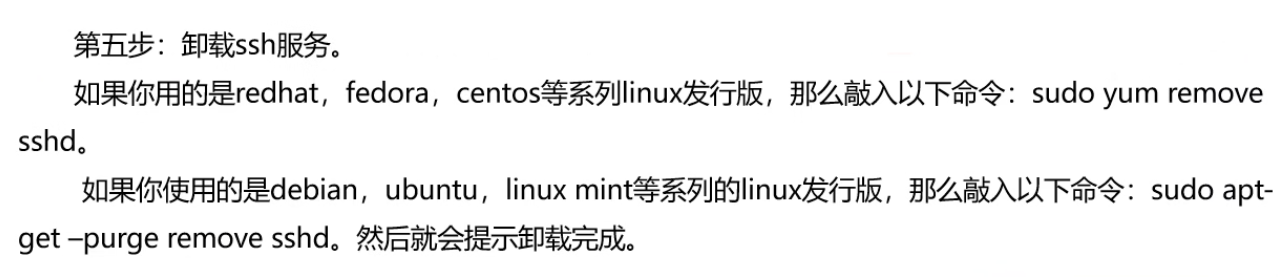 第五步：卸载ssh服务。
如果你用的是redhat，fedora，centos等系列linux发行版，那么敲入以下命令：sudo yum remove
sshd。
如果你使用的是debian，ubuntu，linux mint等系列的linux发行版，那么敲入以下命令：sudo apt-
get –purge remove sshd。然后就会提示卸载完成。